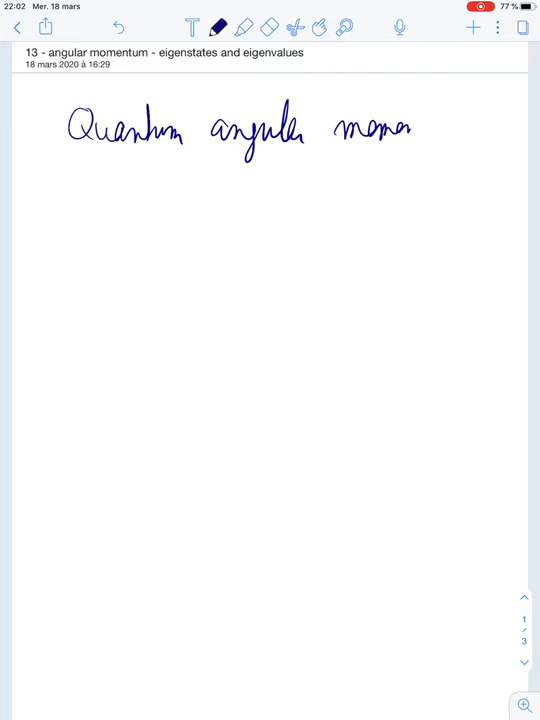 22:02 Mer. 18 mars 77 %
13 - angular momentum - eigenstates and eigenvalues
18 mars 2020 à 16:29
Quantum angular momen
1
/
3